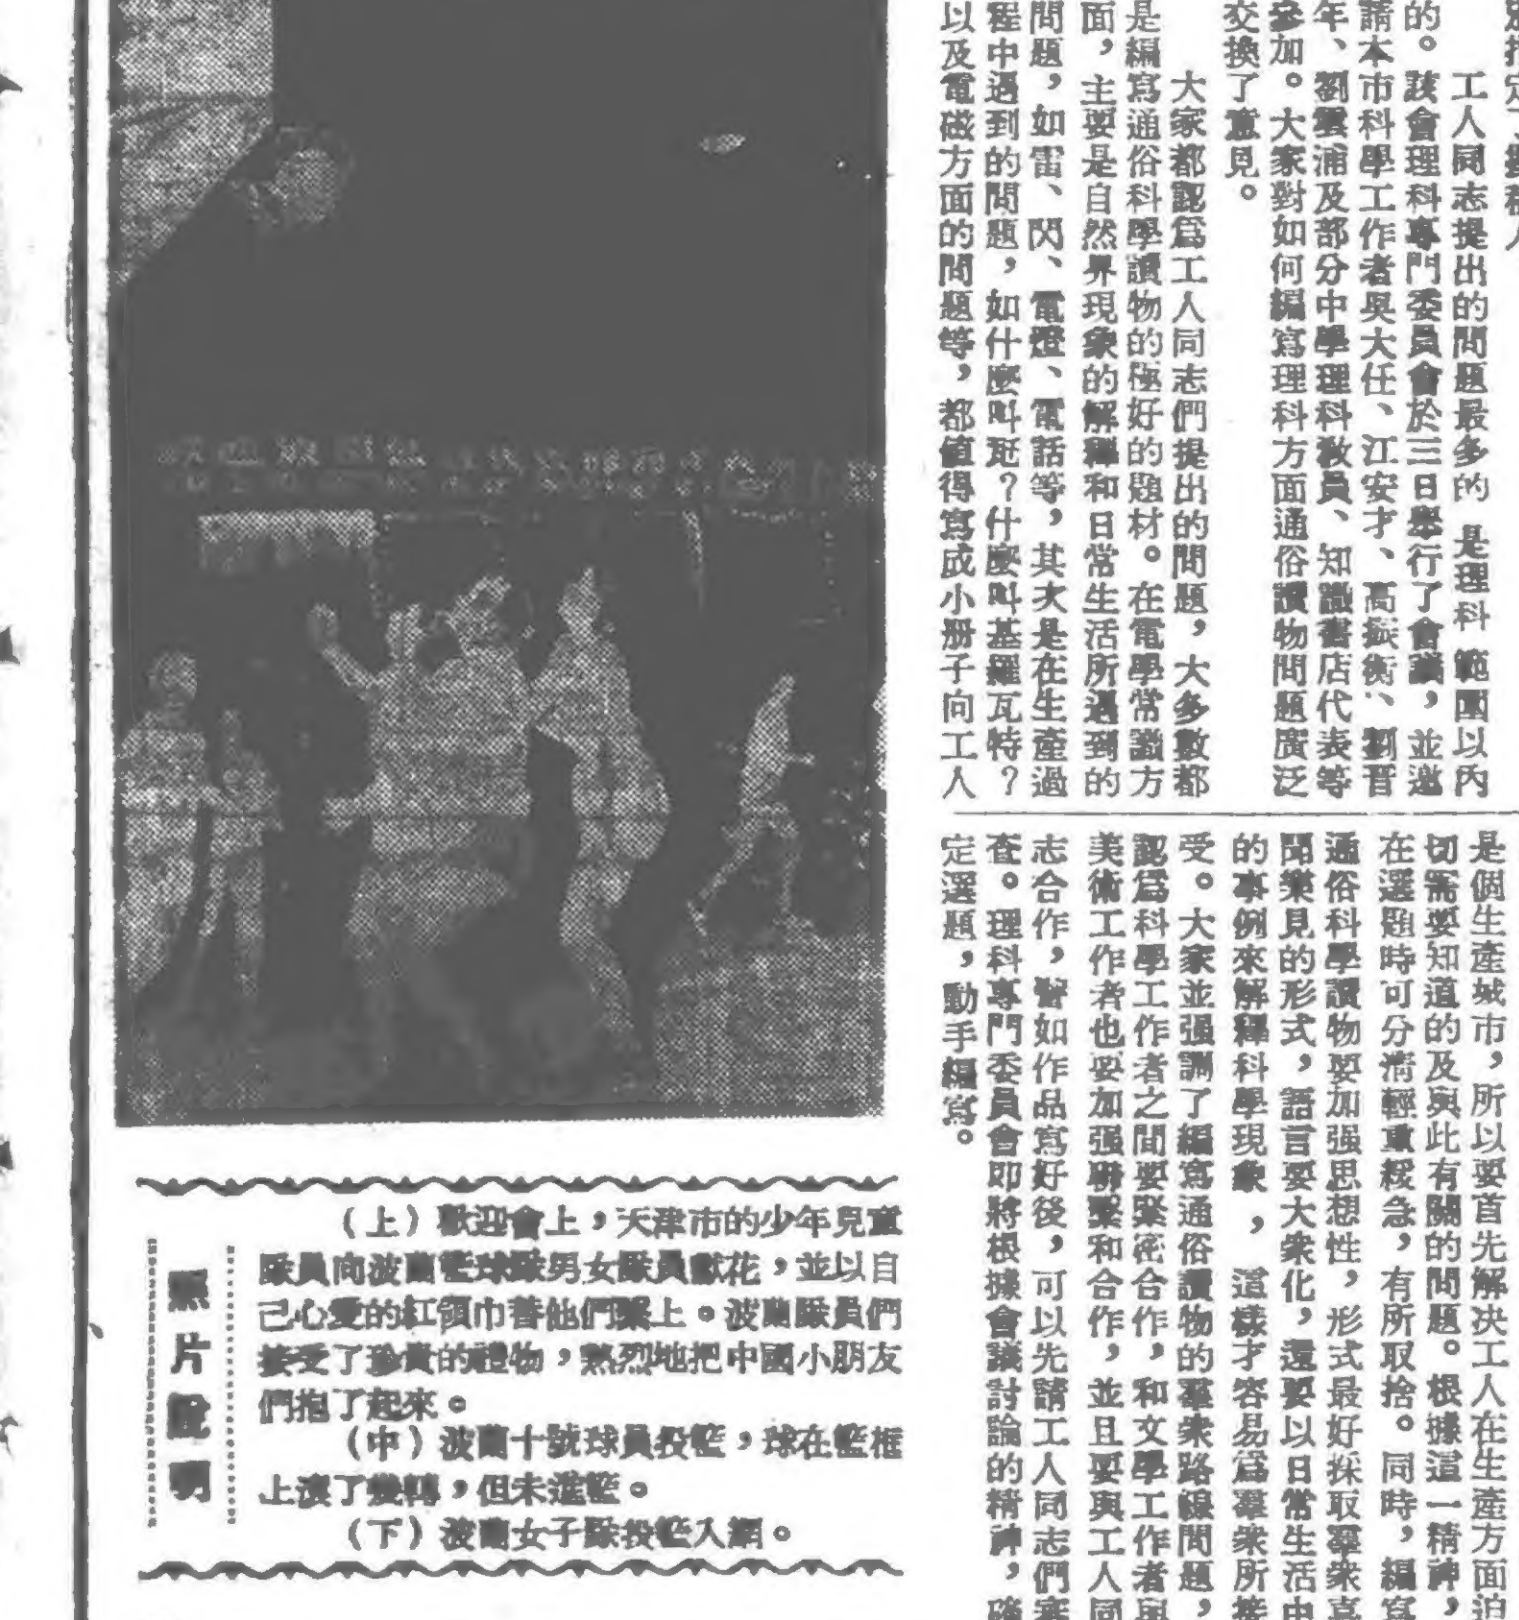 工人同志提出的問題最多的 是理科 範圍以內
的。該會理科專門委員會於三日舉行了會議，並邀
請本市科學工作者吳大任、江安才、高振衡、劉晋
年、劉雲浦及部分中學理科教員、知識書店代表等
參加。大家對如何編寫理科方面通俗讀物問題廣泛
交換了意見。
大家都認爲工人同志們提出的問題，大多數都
是編寫通俗科學讀物的極好的題材。在電學常識方
面，主要是自然界現象的解釋和日常生活所遇到的
問題，如雷、閃、電燈、電話等，其次是在生產過
程中遇到的問題，如什麼叫瓩？什麼叫基羅瓦特？
以及電磁方面的問題等，都值得寫成小册子向工人
是個生產城市，所以要首先解决工人在生產方面迫
切需要知道的及與此有關的問題。根據這一精神，
在選題時可分清輕重緩急，有所取捨。同時，編寫
通俗科學讀物要加强思想性，形式最好採取羣衆喜
聞樂見的形式，語言要大衆化，還要以日常生活中
的事例來解釋科學現象，這樣才容易爲羣衆所接
受。大家並强調了編寫通俗讀物的羣衆路線問題，
認爲科學工作者之間要緊密合作，和文學工作者與
美術工作者也要加强聯繫和合作，並且要與工人同
志合作，譬如作品寫好後，可以先請工人同志們審
查。理科專門委員會即將根據會議討論的精神，確
定選題，動手編寫。
照片說明
（上）歡迎會上，天津市的少年兒童
隊員向波蘭籃球隊男女隊員獻花，並以自
己心愛的紅領巾替他們繫上。波蘭隊員們
接受了珍貴的禮物，熱烈地把中國小朋友
們抱了起來。
（中）波蘭十號球員投籃，球在籃框
上滾了幾轉，但未進籃。
（下）波蘭女子隊投籃入網。